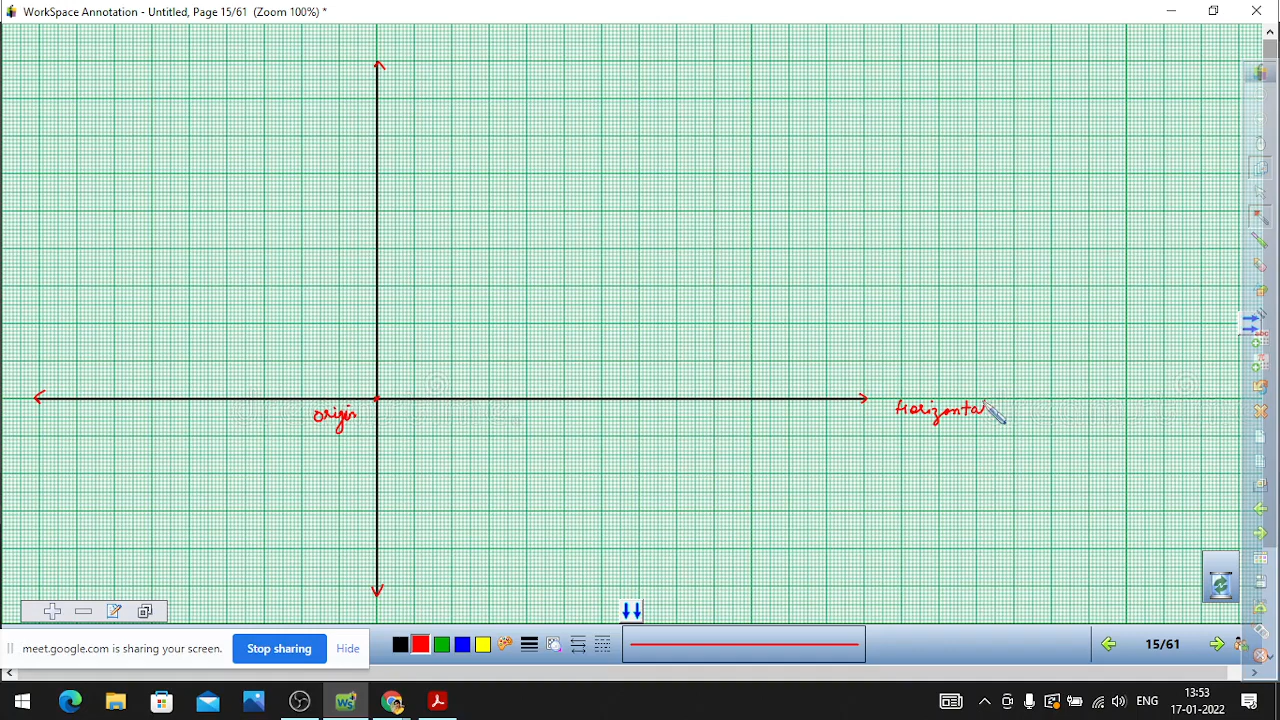 WorkSpace Annotation - Untitled, Page 15/61 (Zoom 100%) *
origin
Horizonta
meet.google.com is sharing your screen.
Stop sharing
Hide
15/61
ENG
13:53
17-01-2022